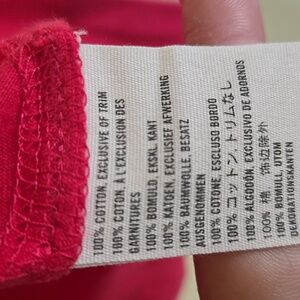 100% COTTON, EXCLUSIVE OF TRIM
100% COTON, À L'EXCLUSION DES
GARNITURES
100% BOMULD, EKSKL. KANT
100% KATOEN, EXCLUSIEF AFWERKING
100% BAUMWOLLE, BESATZ
AUSGENOMMEN
100% COTONE, ESCLUSO BORDO
100% コットン, トリムなし
100% ALGODÓN, EXCLUSIVO DE ADORNOS
100% 棉, 饰边除外
100% BOMULL, UTOM
DEKORATIONSKANTEN